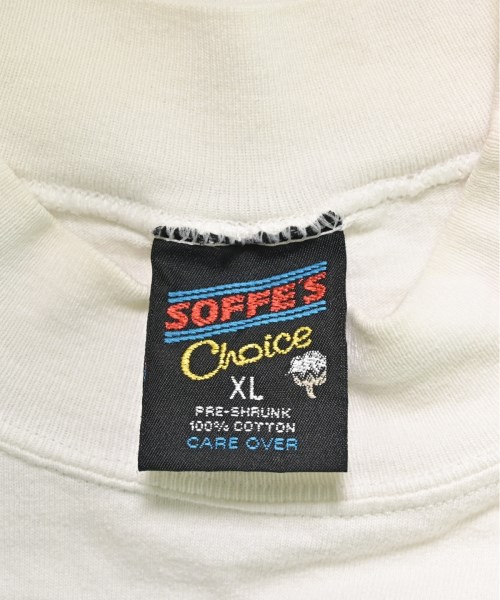 SOFFE'S
Choice
XL
PRE-SHRUNK
100% COTTON
CARE OVER